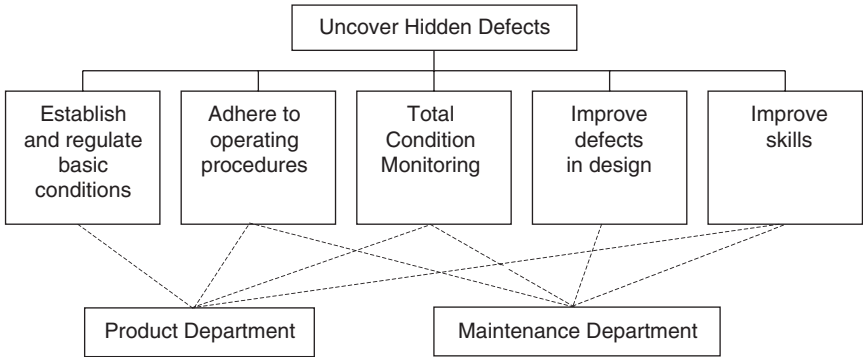 Uncover Hidden Defects
Establish
and regulate
basic
conditions
Adhere to
operating
procedures
Total
Condition
Monitoring
Improve
defects
in design
Improve
skills
Product Department
Maintenance Department